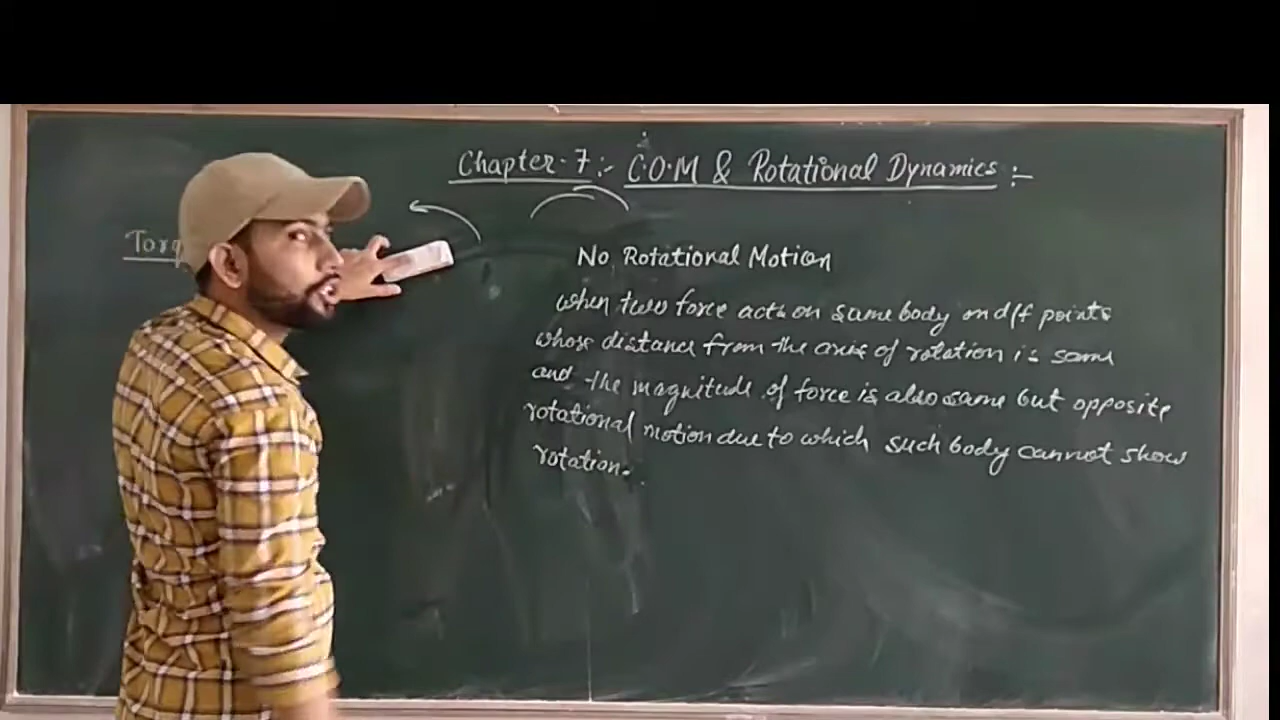 Chapter-7:- C.O.M & Rotational Dynamics :-
Torq
No Rotational Motion
when two force act on same body on dff points
whose distance from the axis of rotation is same
and the magnitude of force is also same but opposite
rotational motion due to which such body cannot show
rotation.